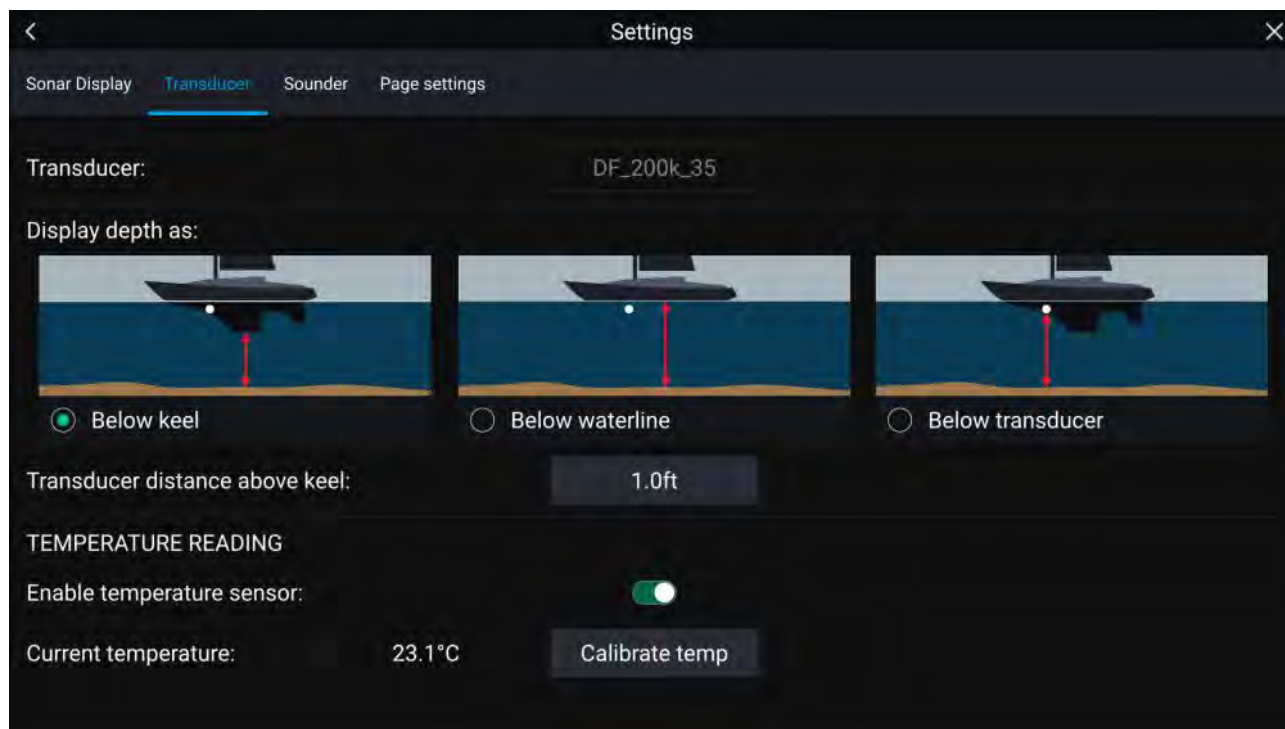 Settings
Sonar Display Transducer Sounder Page settings
Transducer: DF_200k_35
Display depth as:
Below keel Below waterline Below transducer
Transducer distance above keel: 1.0ft
TEMPERATURE READING
Enable temperature sensor:
Current temperature: 23.1°C Calibrate temp